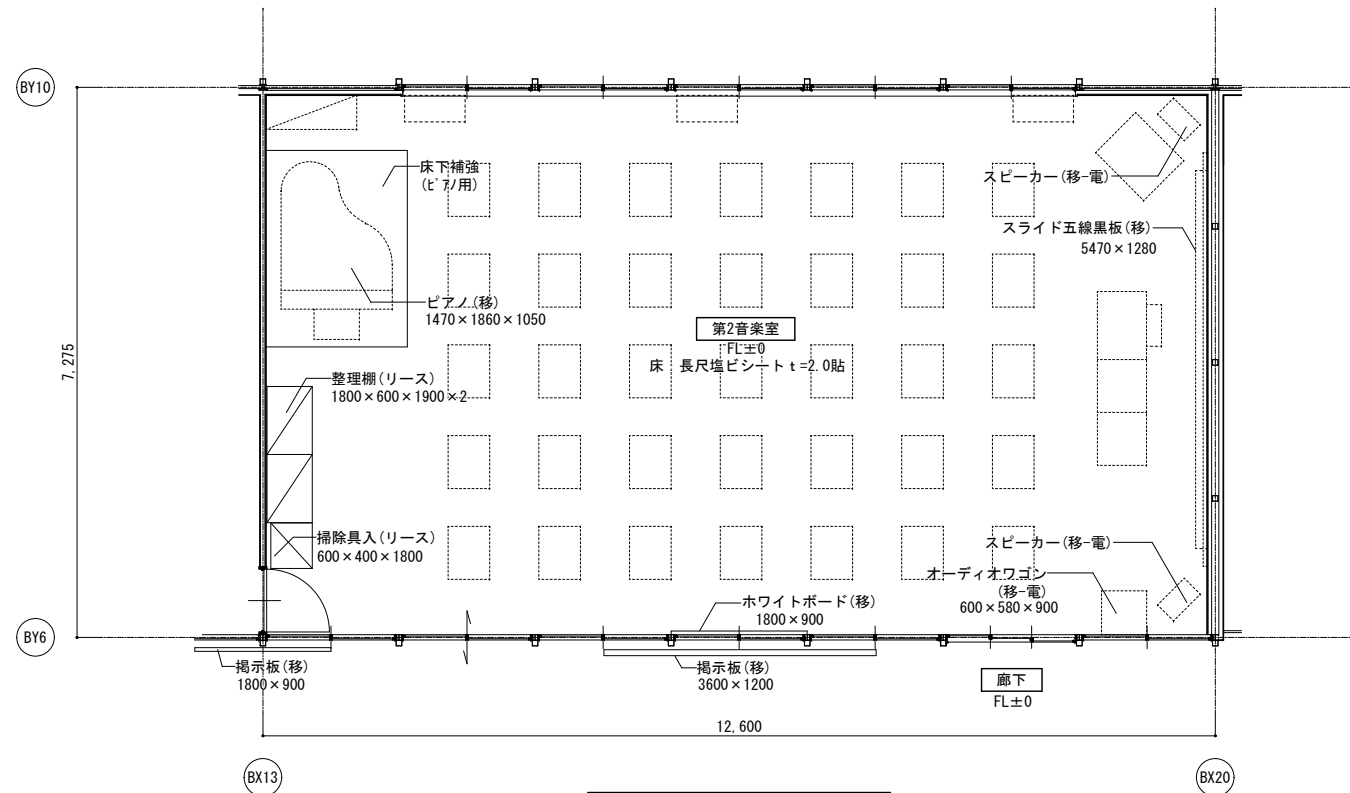 BY10
床下補強
(ﾋﾟｱﾉ用)
スピーカー(移-電)
スライド五線黒板(移)
5470×1280
ピアノ(移)
1470×1860×1050
第2音楽室
FL±0
床 長尺塩ビシートt=2.0貼
7,275
整理棚(リース)
1800×600×1900×2
掃除具入(リース)
600×400×1800
スピーカー(移-電)
オーディオワゴン
(移-電)
600×580×900
ホワイトボード(移)
1800×900
BY6
掲示板(移)
1800×900
掲示板(移)
3600×1200
廊下
FL±0
12,600
BX13
BX20